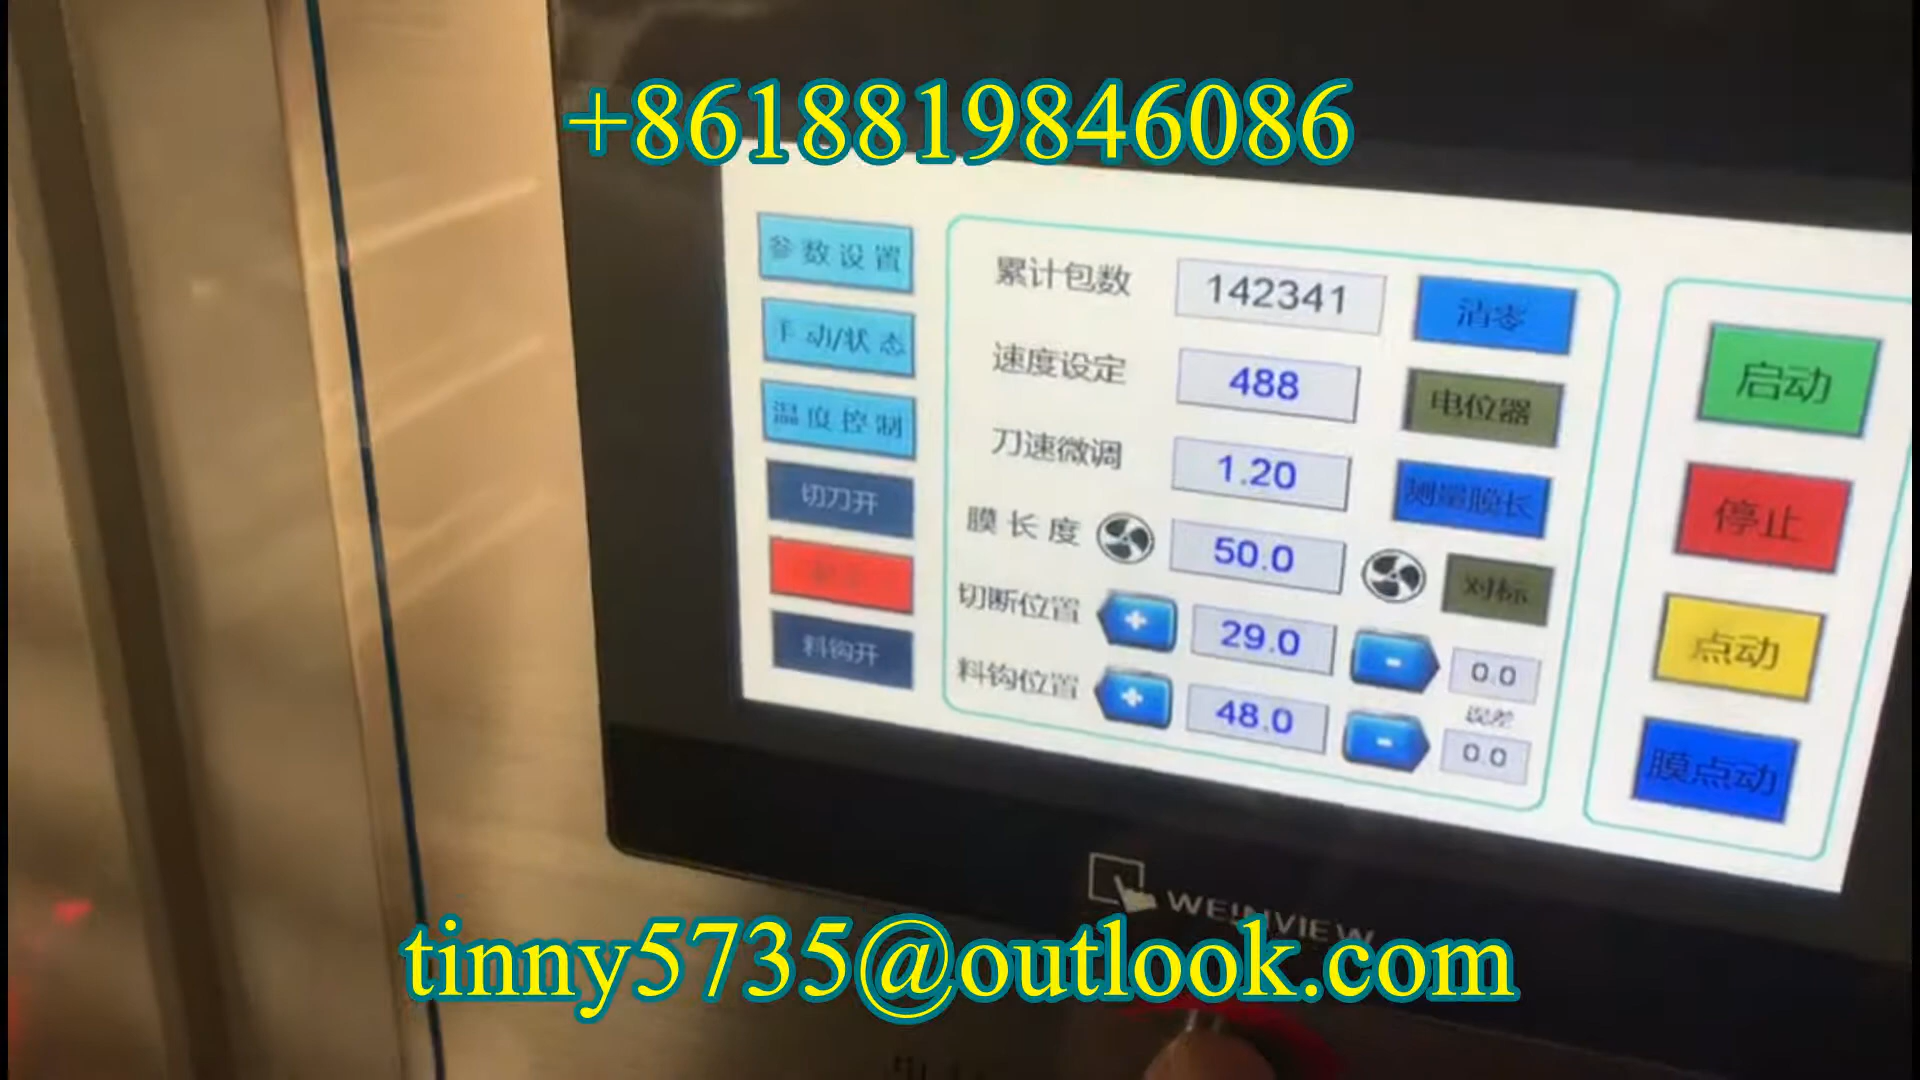 +8618819846086
参数设置
手动/状态
温度控制
切刀开
料钩开
累计包数 142341 清零
速度设定 488 电位器
刀速微调 1.20 测量膜长
膜长度 50.0 对标
切断位置 + 29.0 - 0.0
误差
料钩位置 + 48.0 - 0.0
启动
停止
点动
膜点动
WEINVIEW
tinny5735@outlook.com